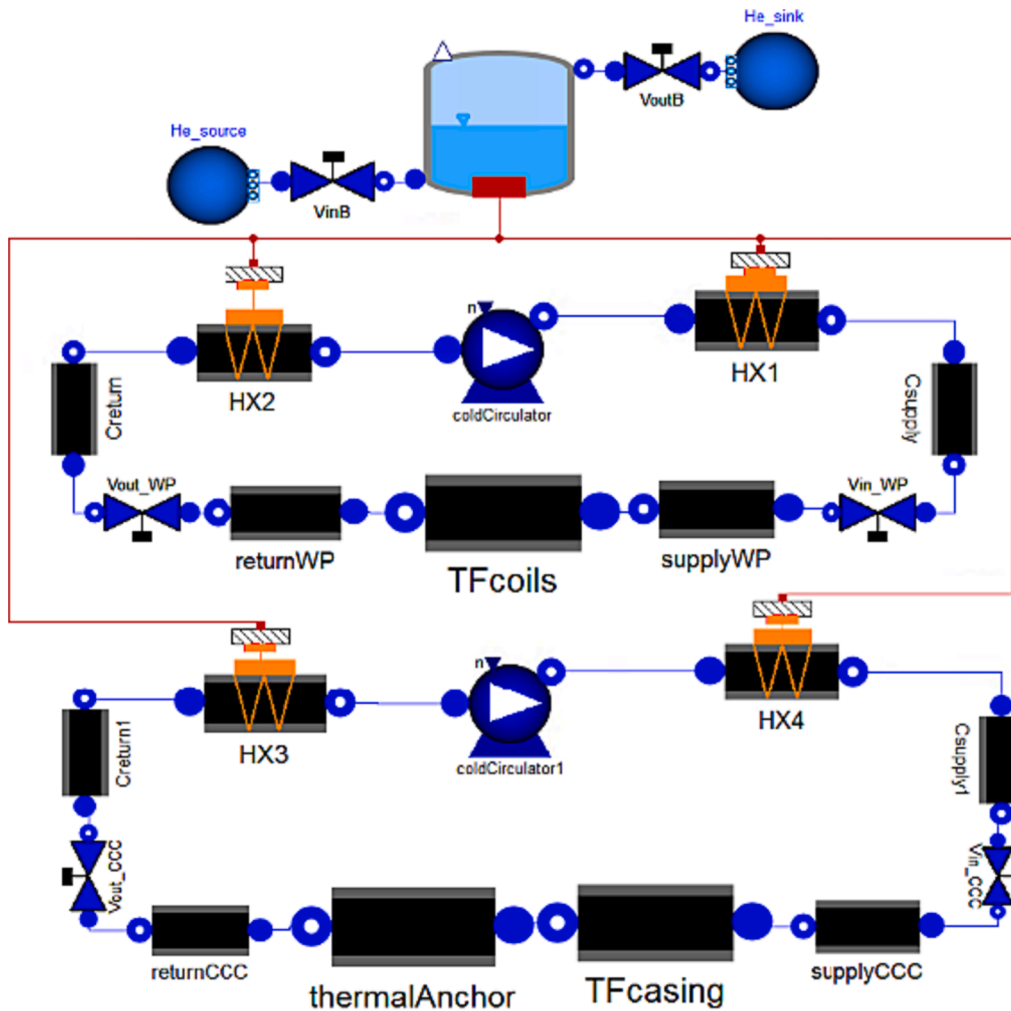 He_sink
VoutB
He_source
VinB
HX2
n
coldCirculator
HX1
Creturn
Csupply
Vout_WP
Vin_WP
returnWP
TFcoils
supplyWP
HX3
n
coldCirculator1
HX4
Creturn1
Csupply1
Vout_CCC
Vin_CCC
returnCCC
thermalAnchor
TFcasing
supplyCCC